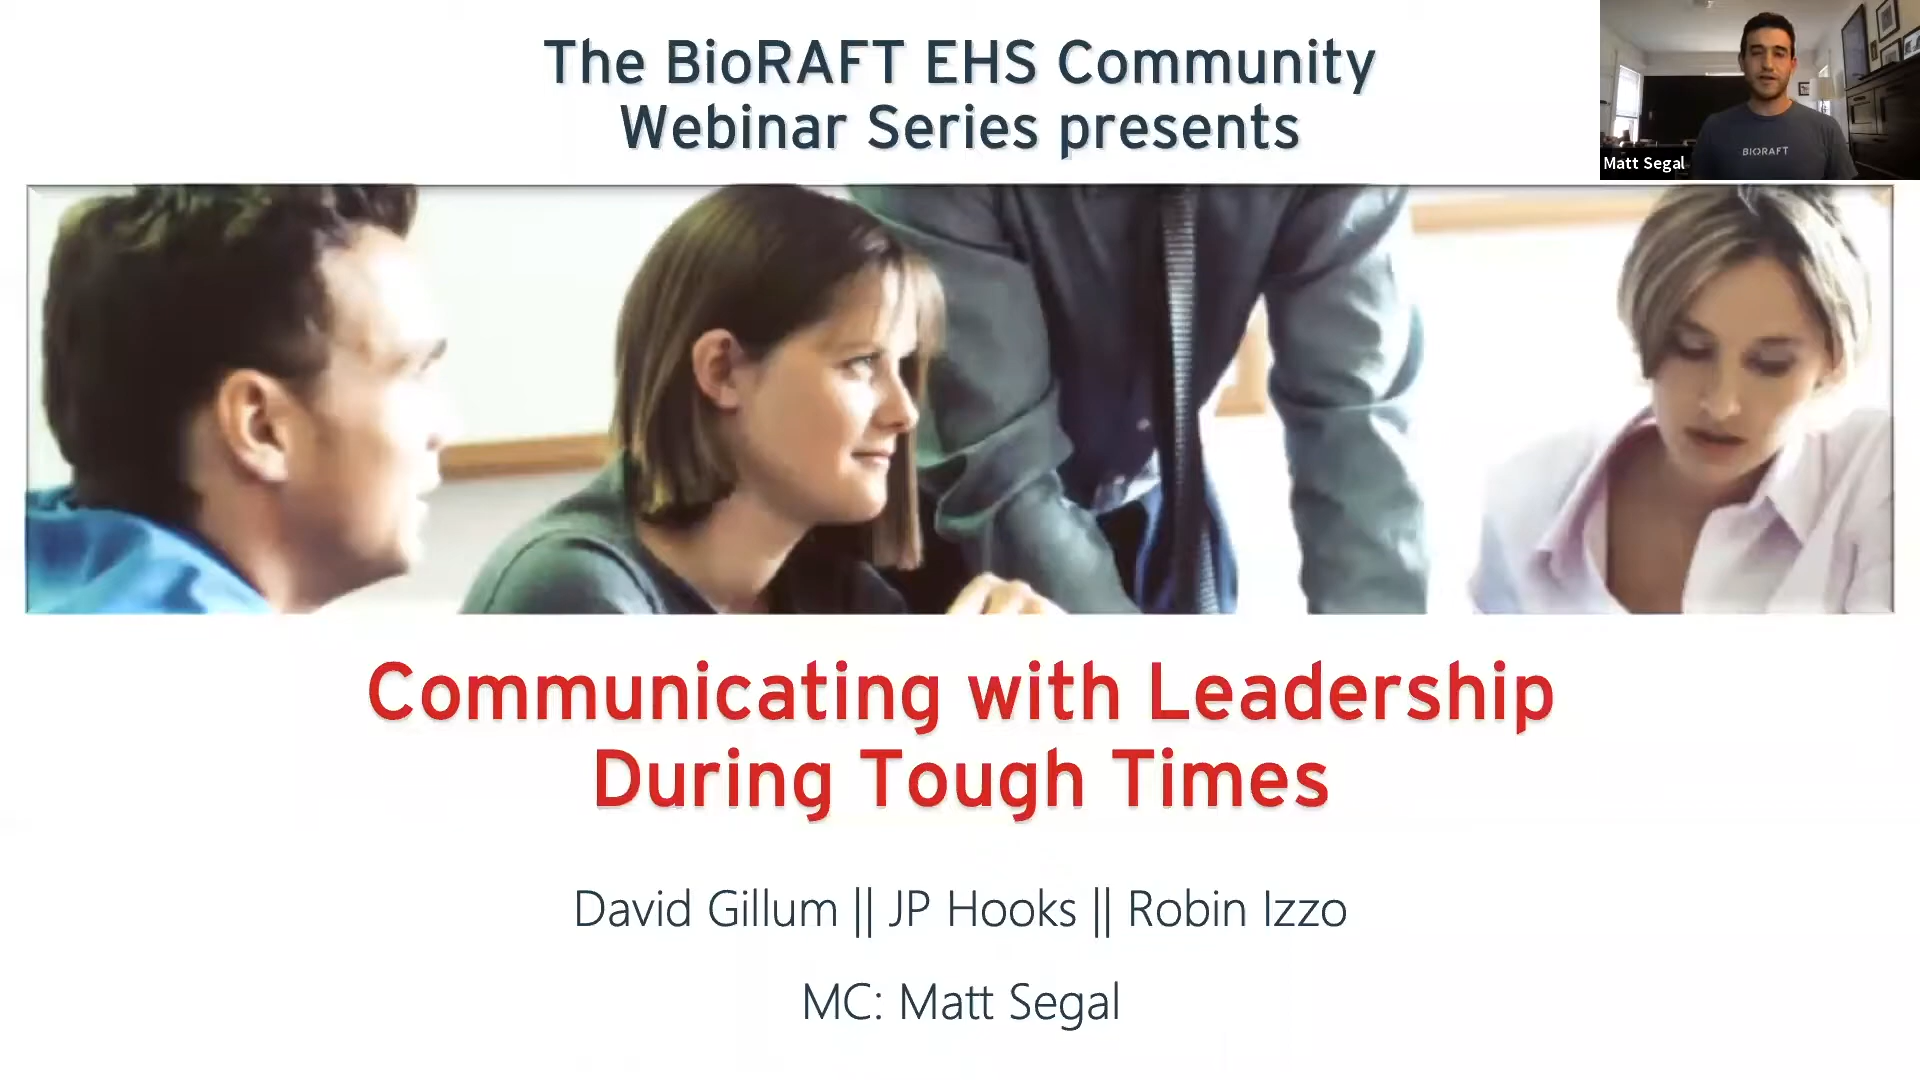 The BioRAFT EHS Community
Webinar Series presents
BIORAFT
Matt Segal
Communicating with Leadership
During Tough Times
David Gillum || JP Hooks || Robin Izzo
MC: Matt Segal